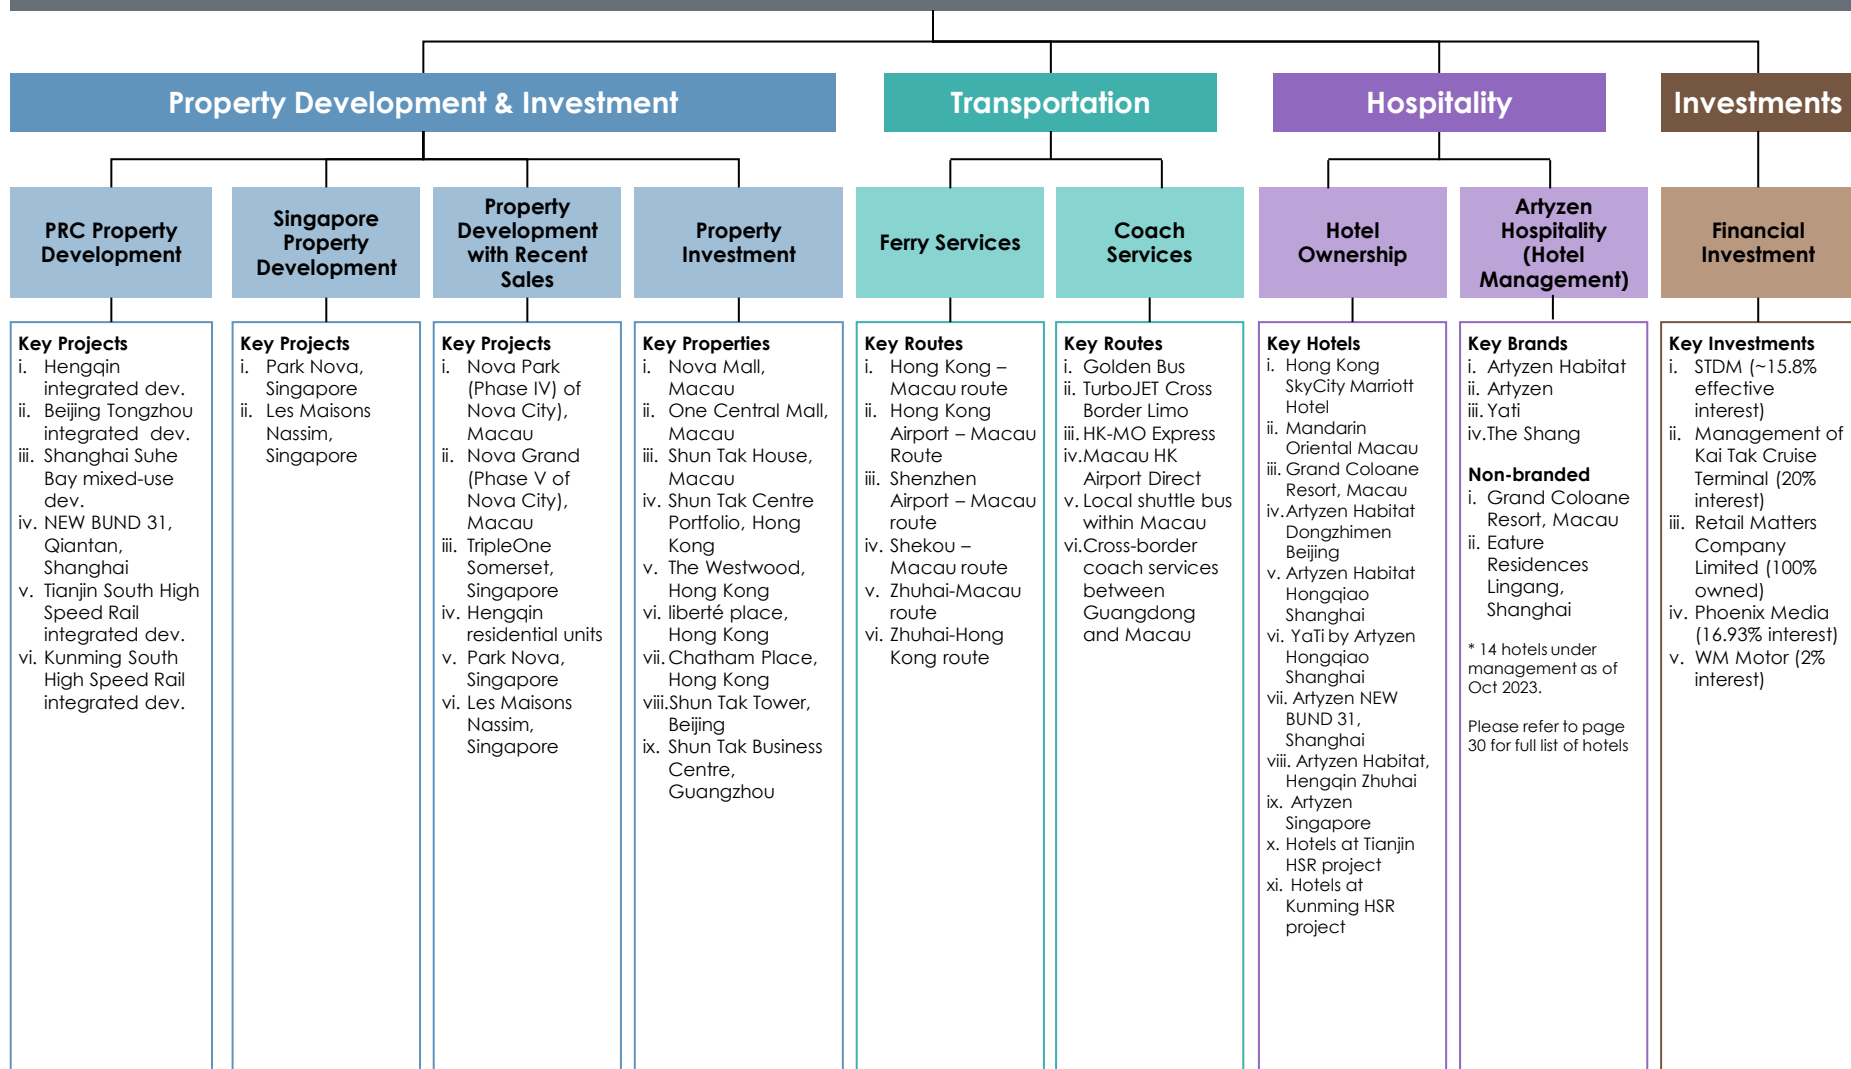 Property Development & Investment
Transportation
Hospitality
Investments
PRC Property
Development
Singapore
Property
Development
Property
Development
with Recent
Sales
Property
Investment
Ferry Services
Coach
Services
Hotel
Ownership
Artyzen
Hospitality
(Hotel
Management)
Financial
Investment
Key Projects
i. Hengqin
integrated dev.
ii. Beijing Tongzhou
integrated dev.
iii. Shanghai Suhe
Bay mixed-use
dev.
iv. NEW BUND 31,
Qiantan,
Shanghai
v. Tianjin South High
Speed Rail
integrated dev.
vi. Kunming South
High Speed Rail
integrated dev.
Key Projects
i. Park Nova,
Singapore
ii. Les Maisons
Nassim,
Singapore
Key Projects
i. Nova Park
(Phase IV) of
Nova City),
Macau
ii. Nova Grand
(Phase V of
Nova City),
Macau
iii. TripleOne
Somerset,
Singapore
iv. Hengqin
residential units
v. Park Nova,
Singapore
vi. Les Maisons
Nassim,
Singapore
Key Properties
i. Nova Mall,
Macau
ii. One Central Mall,
Macau
iii. Shun Tak House,
Macau
iv. Shun Tak Centre
Portfolio, Hong
Kong
v. The Westwood,
Hong Kong
vi. liberté place,
Hong Kong
vii. Chatham Place,
Hong Kong
viii. Shun Tak Tower,
Beijing
ix. Shun Tak Business
Centre,
Guangzhou
Key Routes
i. Hong Kong –
Macau route
ii. Hong Kong
Airport – Macau
Route
iii. Shenzhen
Airport – Macau
route
iv. Shekou –
Macau route
v. Zhuhai-Macau
route
vi. Zhuhai-Hong
Kong route
Key Routes
i. Golden Bus
ii. TurboJET Cross
Border Limo
iii. HK-MO Express
iv. Macau HK
Airport Direct
v. Local shuttle bus
within Macau
vi. Cross-border
coach services
between
Guangdong
and Macau
Key Hotels
i. Hong Kong
SkyCity Marriott
Hotel
ii. Mandarin
Oriental Macau
iii. Grand Coloane
Resort, Macau
iv. Artyzen Habitat
Dongzhimen
Beijing
v. Artyzen Habitat
Hongqiao
Shanghai
vi. YaTi by Artyzen
Hongqiao
Shanghai
vii. Artyzen NEW
BUND 31,
Shanghai
viii. Artyzen Habitat,
Hengqin Zhuhai
ix. Artyzen
Singapore
x. Hotels at Tianjin
HSR project
xi. Hotels at
Kunming HSR
project
Key Brands
i. Artyzen Habitat
ii. Artyzen
iii. Yati
iv. The Shang
Non-branded
i. Grand Coloane
Resort, Macau
ii. Eature
Residences
Lingang,
Shanghai
* 14 hotels under
management as of
Oct 2023.
Please refer to page
30 for full list of hotels
Key Investments
i. STDM (~15.8%
effective
interest)
ii. Management of
Kai Tak Cruise
Terminal (20%
interest)
iii. Retail Matters
Company
Limited (100%
owned)
iv. Phoenix Media
(16.93% interest)
v. WM Motor (2%
interest)